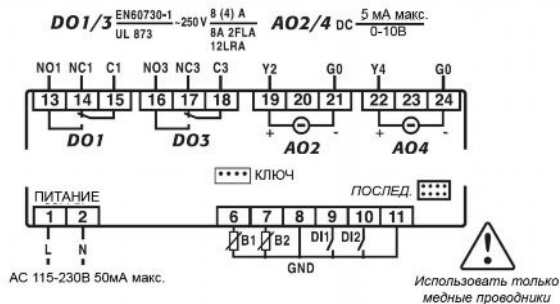 DO1/3 EN60730-1 ~250 V 8 (4) A AO2/4 DC 5 мА макс.
UL 873 8A 2FLA 0-10В
12LRA
NO1 NC1 C1 NO3 NC3 C3 Y2 G0 Y4 G0
13 14 15 16 17 18 19 20 21 22 23 24
DO1 DO3 + - AO2 + - AO4
КЛЮЧ
ПОСЛЕД.
ПИТАНИЕ
1 2 6 7 8 9 10 11
L N B1 B2 DI1 DI2
GND
AC 115-230В 50мА макс.
Использовать только
медные проводники